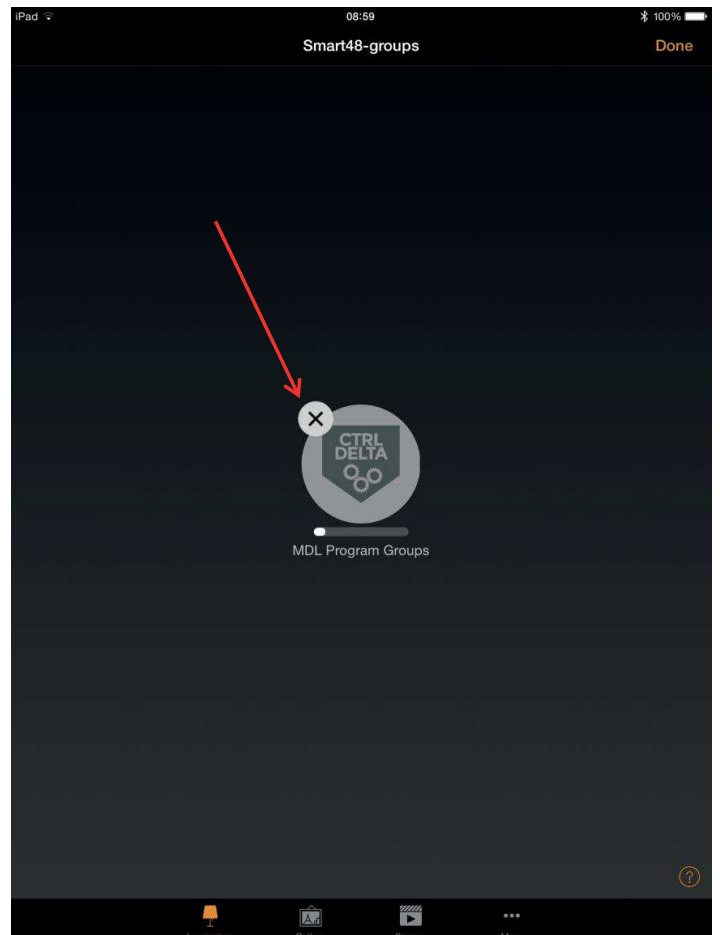 iPad 08:59 100%
Smart48-groups Done
CTRL
DELTA
MDL Program Groups
?